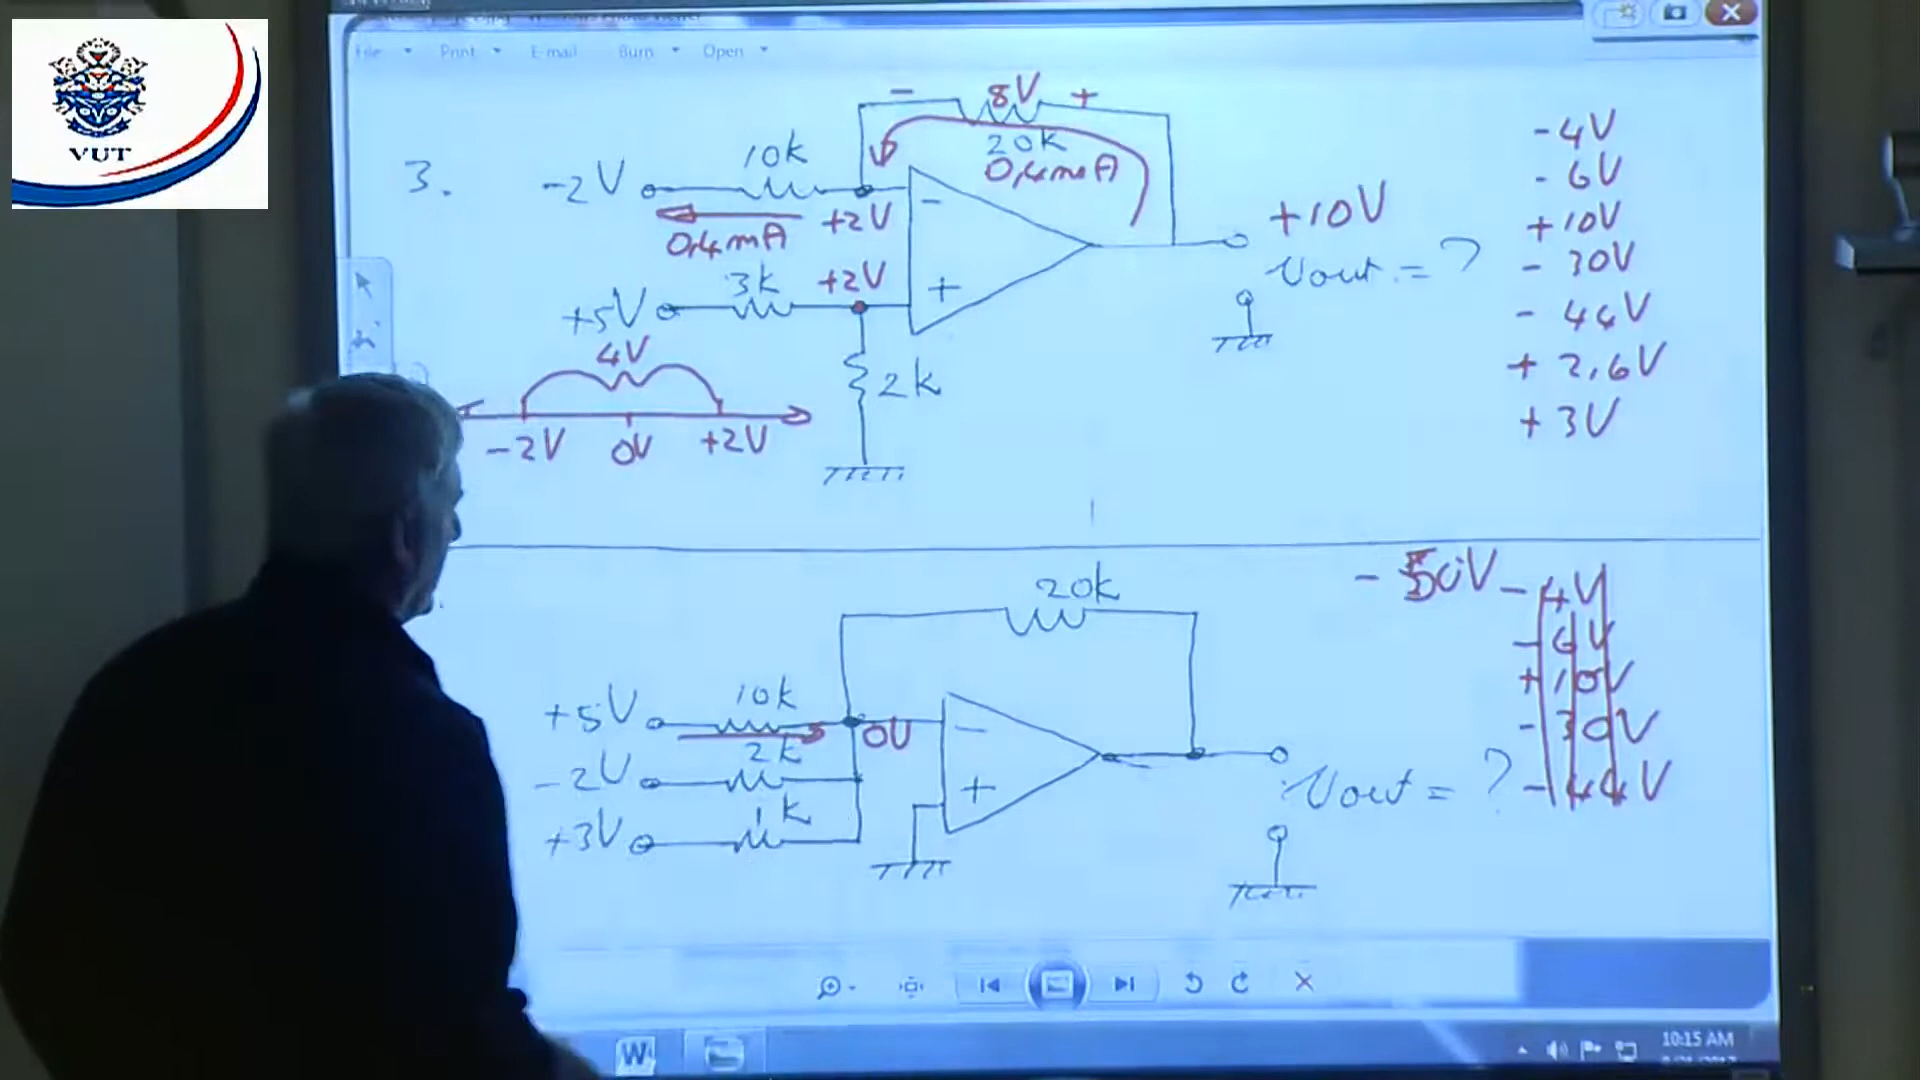 VUT
File Print E-mail Burn Open
- 8V +
20k
0,4mA
3.
-2V 10k
+2V
-
0,4mA
+5V 3k +2V
+
2k
+10V
Vout = ?
4V
-2V 0V +2V
-4V
-6V
+10V
-30V
-44V
+2,6V
+3V
20k
+5V 10k
0V
-
-2V 2k
+
+3V 1k
Vout = ?
-50V
-4V
-6V
+10V
-30V
-44V
W
10:15 AM